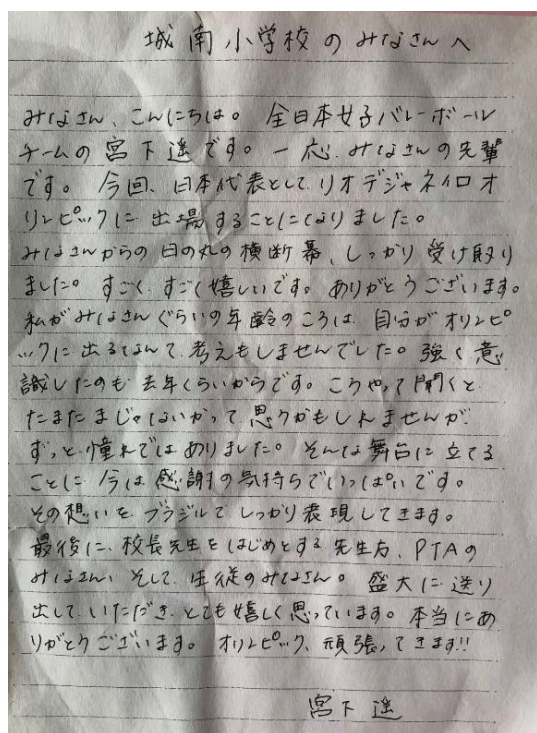 城南小学校のみなさんへ
みなさん、こんにちは。全日本女子バレーボール
チームの宮下遥です。一応、みなさんの先輩
です。今回、日本代表として、リオデジャネイロオ
リンピックに出場することになりました。
みなさんからの日の丸の横断幕、しっかり受け取り
ました。すごく、すごく嬉しいです。ありがとうございます。
私がみなさんぐらいの年齢のころは、自分がオリンピ
ックに出るなんて、考えもしませんでした。強く意
識したのも去年くらいからです。こうやって聞くと、
たまたまじゃないかって思うかもしれませんが、
ずっと憧れではありました。そんな舞台に立てる
ことに今は感謝の気持ちでいっぱいです。
その想いを、ブラジルでしっかり表現してきます。
最後に、校長先生をはじめとする先生方、PTAの
みなさん、そして、生徒のみなさん。盛大に送り
出して、いただき、とても嬉しく思っています。本当にあ
りがとうございます。オリンピック、頑張ってきます!!
宮下遥